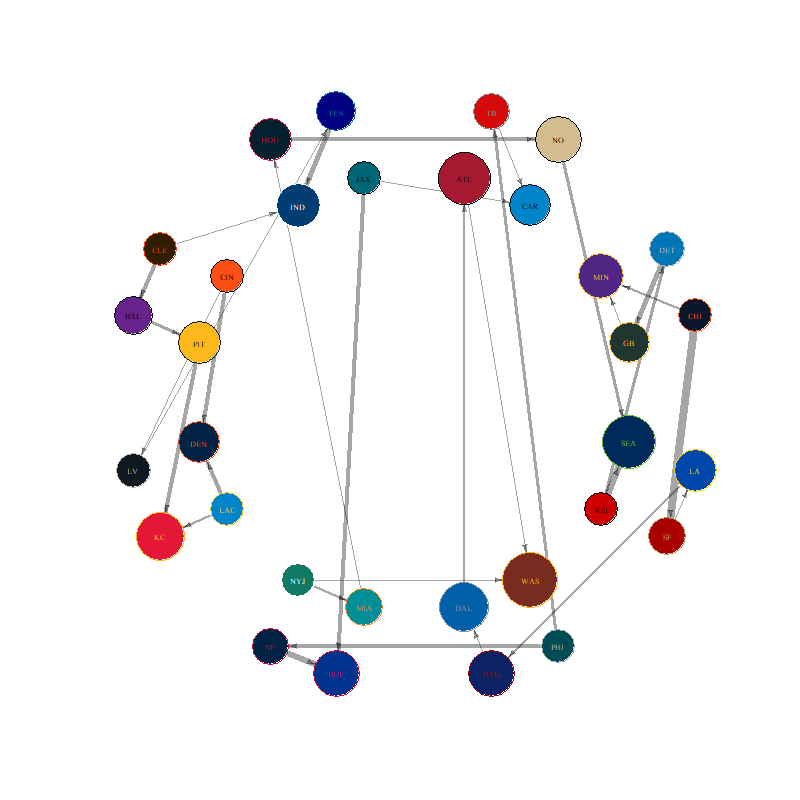 TEN
TB
HOU
NO
JAX
ATL
IND
CAR
CLE
DET
CIN
MIN
BAL
CHI
PIT
GB
DEN
SEA
LV
LA
LAC
ARI
KC
SF
NYJ
WAS
MIA
DAL
NE
PHI
BUF
NYG